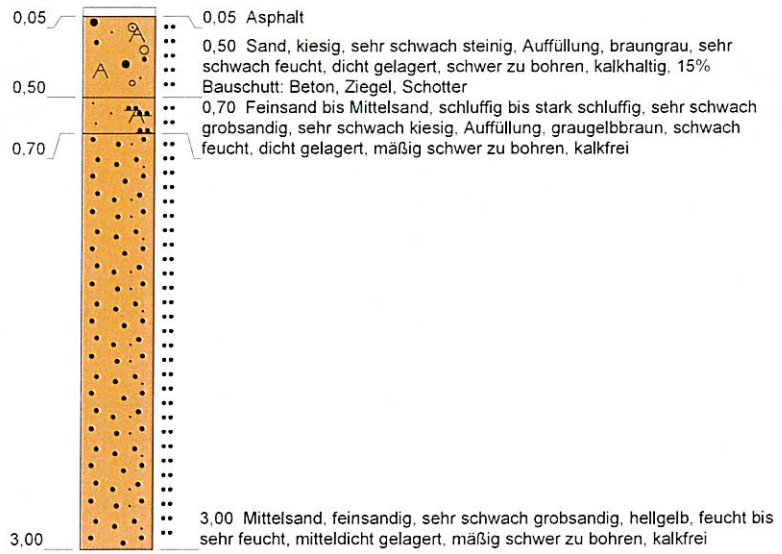 0,05
0,05 Asphalt
0,50 Sand, kiesig, sehr schwach steinig, Auffüllung, braungrau, sehr
schwach feucht, dicht gelagert, schwer zu bohren, kalkhaltig, 15%
Bauschutt: Beton, Ziegel, Schotter
0,50
A
A
0,70 Feinsand bis Mittelsand, schluffig bis stark schluffig, sehr schwach
grobsandig, sehr schwach kiesig, Auffüllung, graugelbbraun, schwach
feucht, dicht gelagert, mäßig schwer zu bohren, kalkfrei
A
0,70
3,00 Mittelsand, feinsandig, sehr schwach grobsandig, hellgelb, feucht bis
sehr feucht, mitteldicht gelagert, mäßig schwer zu bohren, kalkfrei
3,00